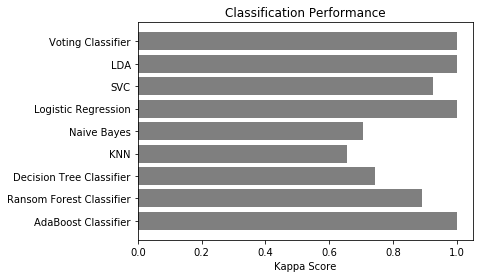 Classification Performance
Voting Classifier
LDA
SVC
Logistic Regression
Naive Bayes
KNN
Decision Tree Classifier
Ransom Forest Classifier
AdaBoost Classifier
0.0 0.2 0.4 0.6 0.8 1.0
Kappa Score